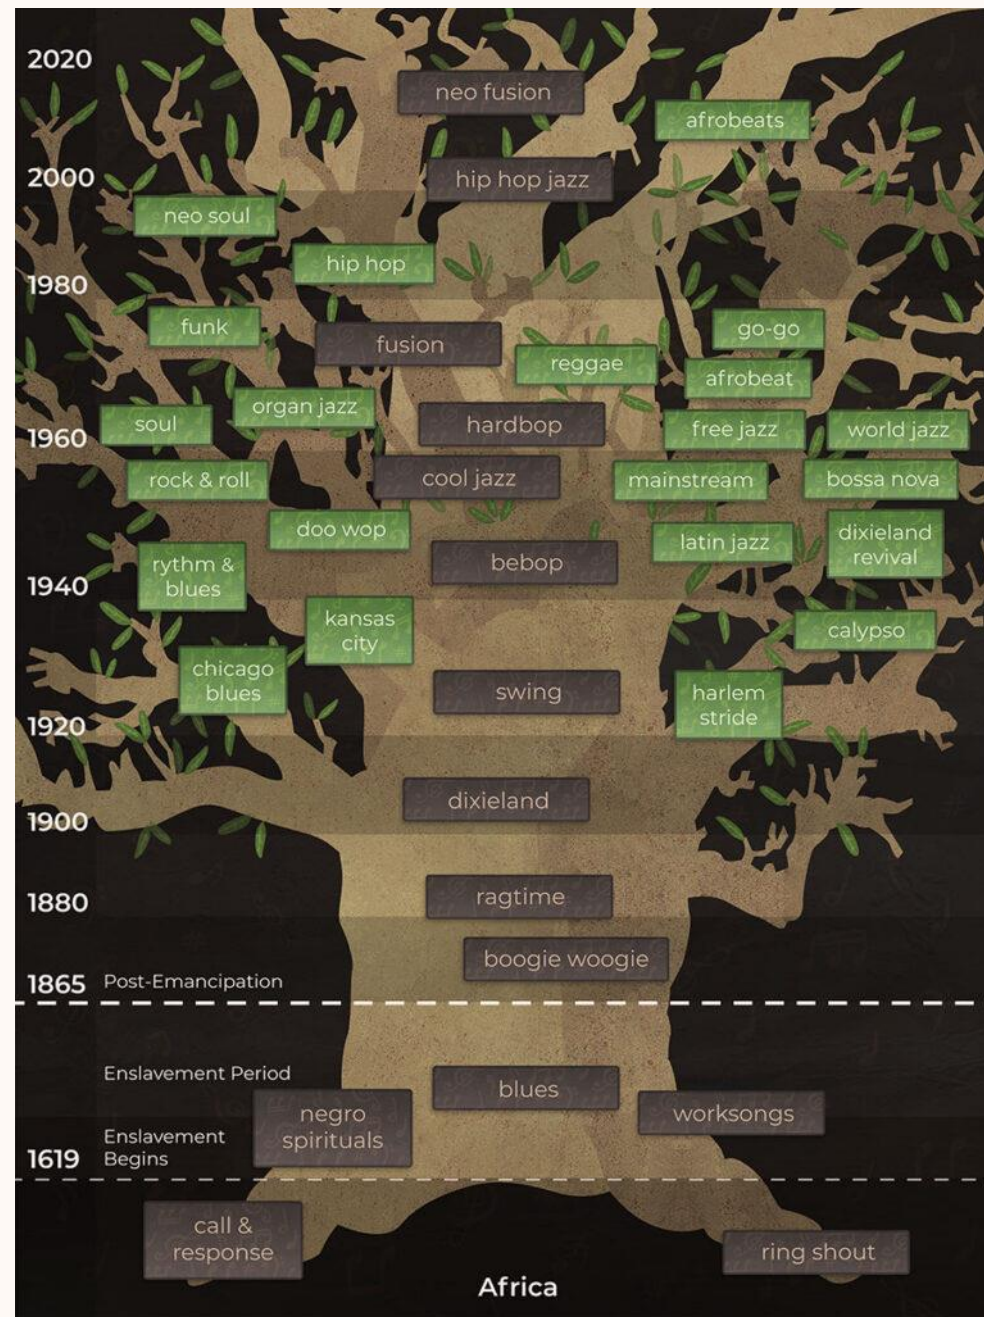 2020
neo fusion
afrobeats
2000
hip hop jazz
neo soul
hip hop
1980
funk
fusion
go-go
reggae
afrobeat
organ jazz
soul
hardbop
free jazz
world jazz
1960
rock & roll
cool jazz
mainstream
bossa nova
doo wop
latin jazz
dixieland
revival
bebop
rythm &
blues
1940
kansas
city
calypso
chicago
blues
swing
harlem
stride
1920
dixieland
1900
ragtime
1880
boogie woogie
1865 Post-Emancipation
Enslavement Period
blues
negro
spirituals
worksongs
Enslavement
Begins
1619
call &
response
ring shout
Africa